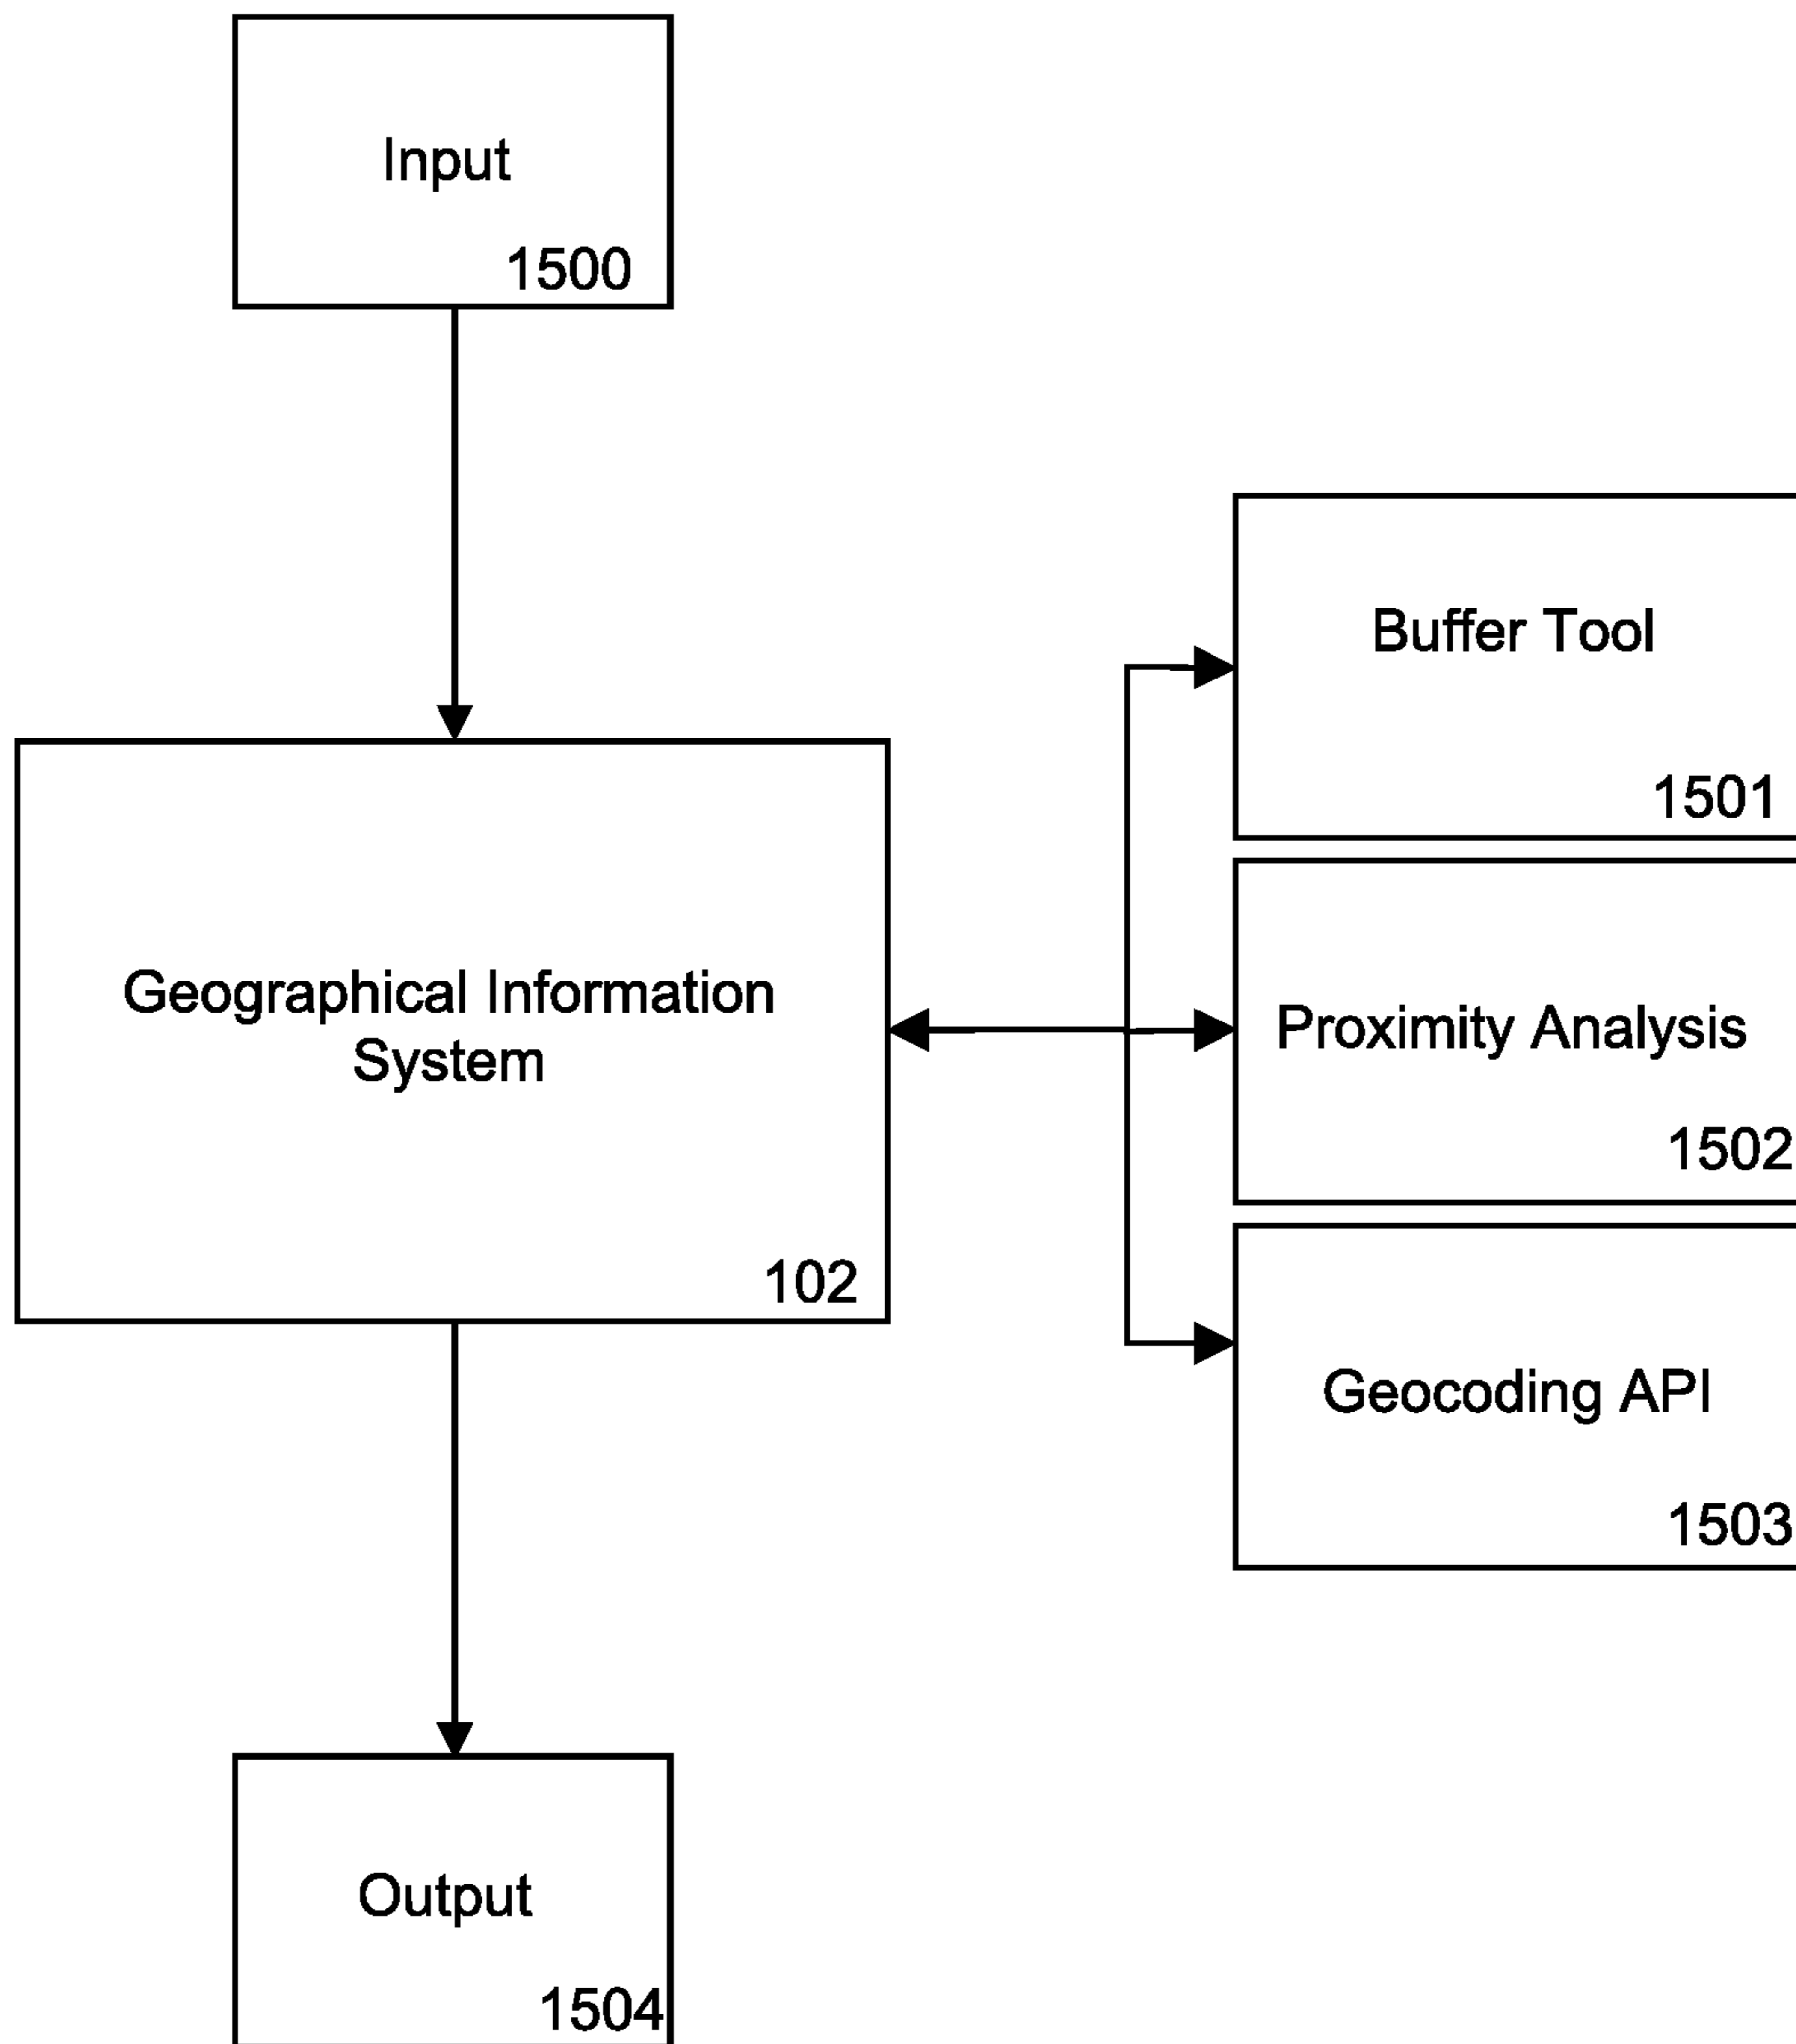 Input
1500
Buffer Tool
1501
Geographical Information
System
102
Proximity Analysis
1502
Geocoding API
1503
Output
1504